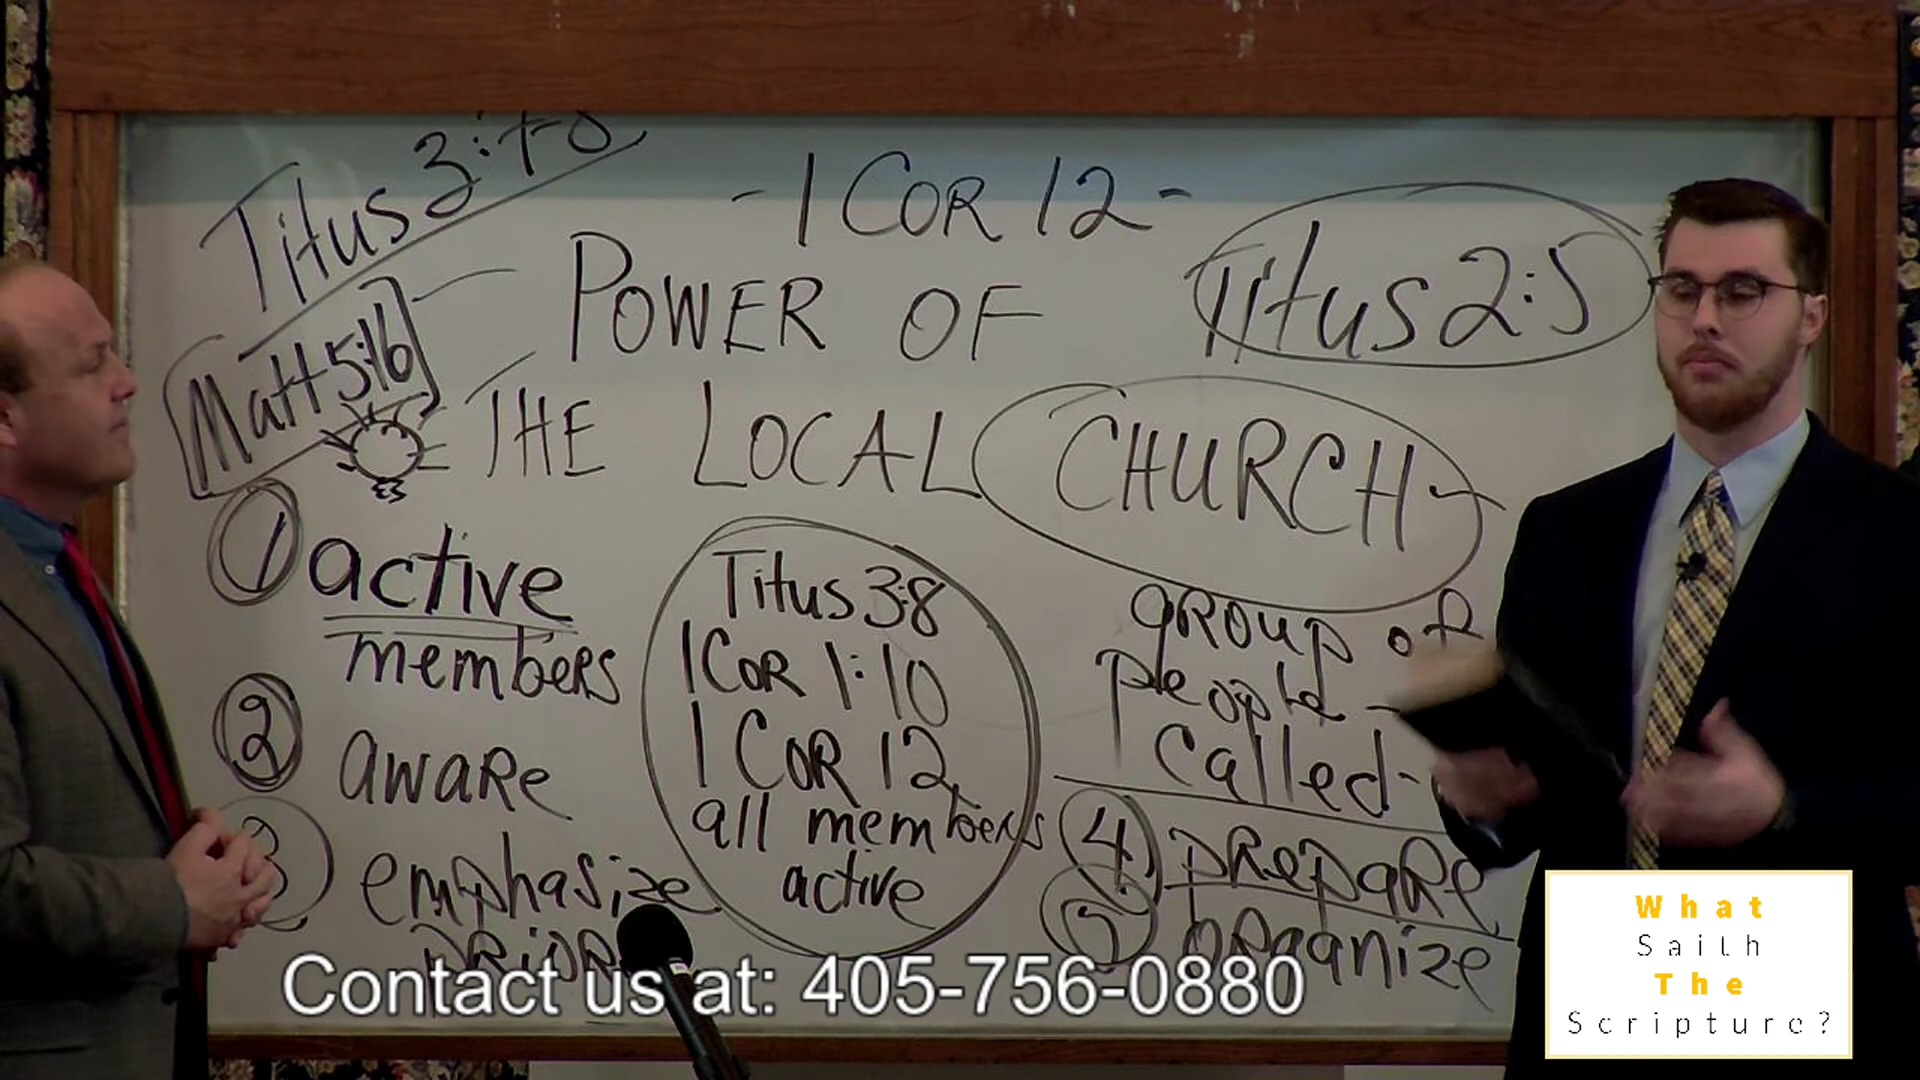 Titus 3:
- 1 COR 12 -
Matt 5:16
POWER OF
Titus 2:5
THE LOCAL CHURCH
1 active
members
2 aware
3 emphasize
Titus 3:8
1 COR 1:10
1 COR 12
all members
active
group of
people
called-
4 prepare
organize
Contact us at: 405-756-0880
What
Saith
The
Scripture?